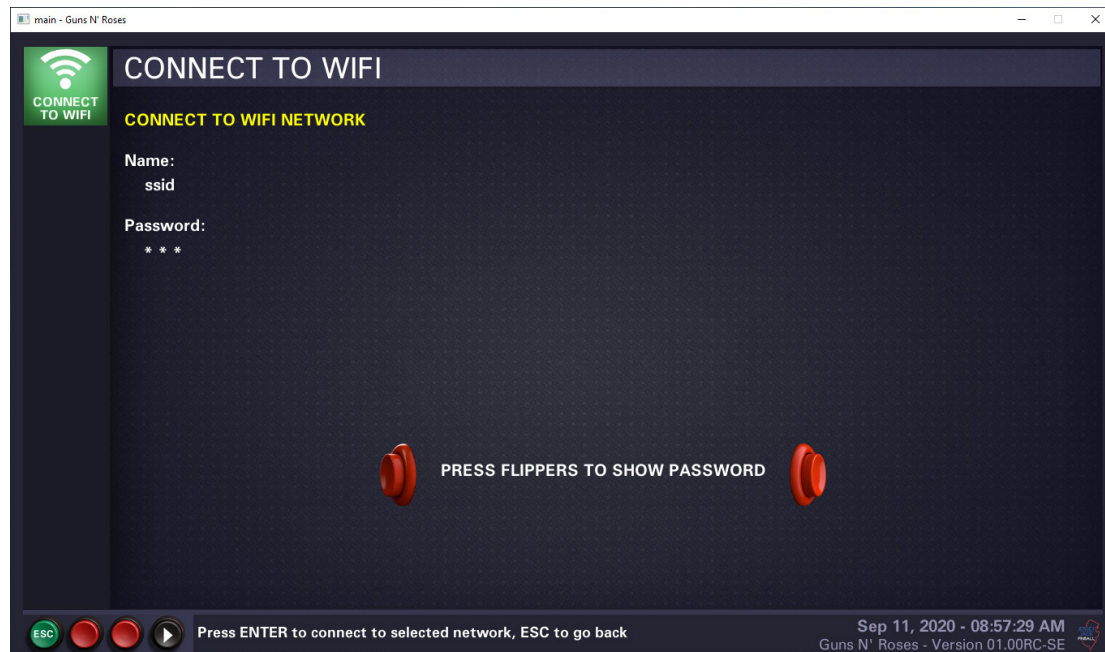 main - Guns N' Roses
CONNECT TO WIFI
CONNECT
TO WIFI
CONNECT TO WIFI NETWORK
Name:
ssid
Password:
* * *
PRESS FLIPPERS TO SHOW PASSWORD
ESC
Press ENTER to connect to selected network, ESC to go back
Sep 11, 2020 - 08:57:29 AM
Guns N' Roses - Version 01.00RC-SE